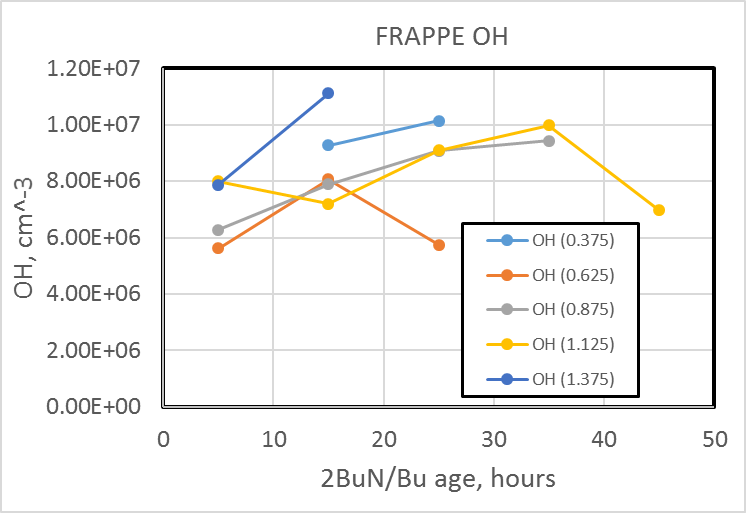 FRAPPE OH
1.20E+07
1.00E+07
8.00E+06
6.00E+06
4.00E+06
2.00E+06
0.00E+00
OH, cm^-3
OH (0.375)
OH (0.625)
OH (0.875)
OH (1.125)
OH (1.375)
0 10 20 30 40 50
2BuN/Bu age, hours